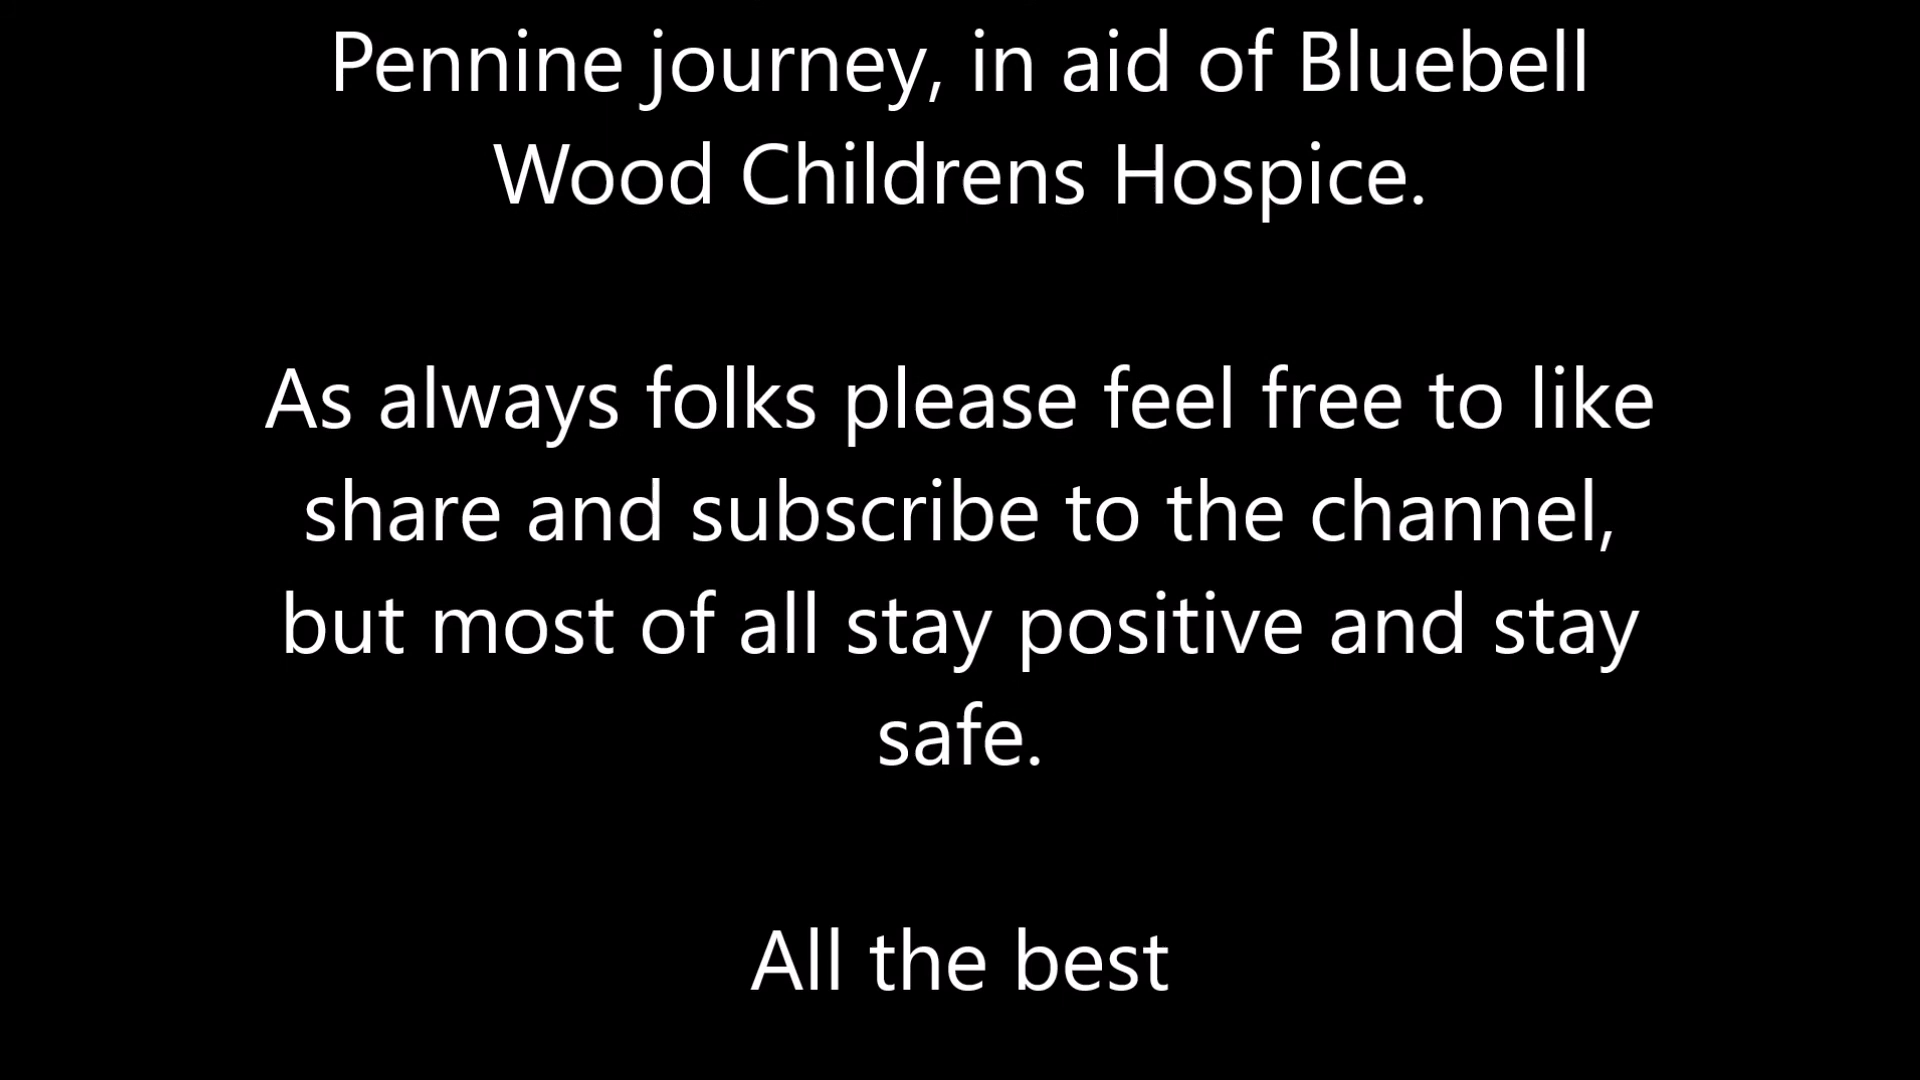 Pennine journey, in aid of Bluebell
Wood Childrens Hospice.
As always folks please feel free to like
share and subscribe to the channel,
but most of all stay positive and stay
safe.
All the best